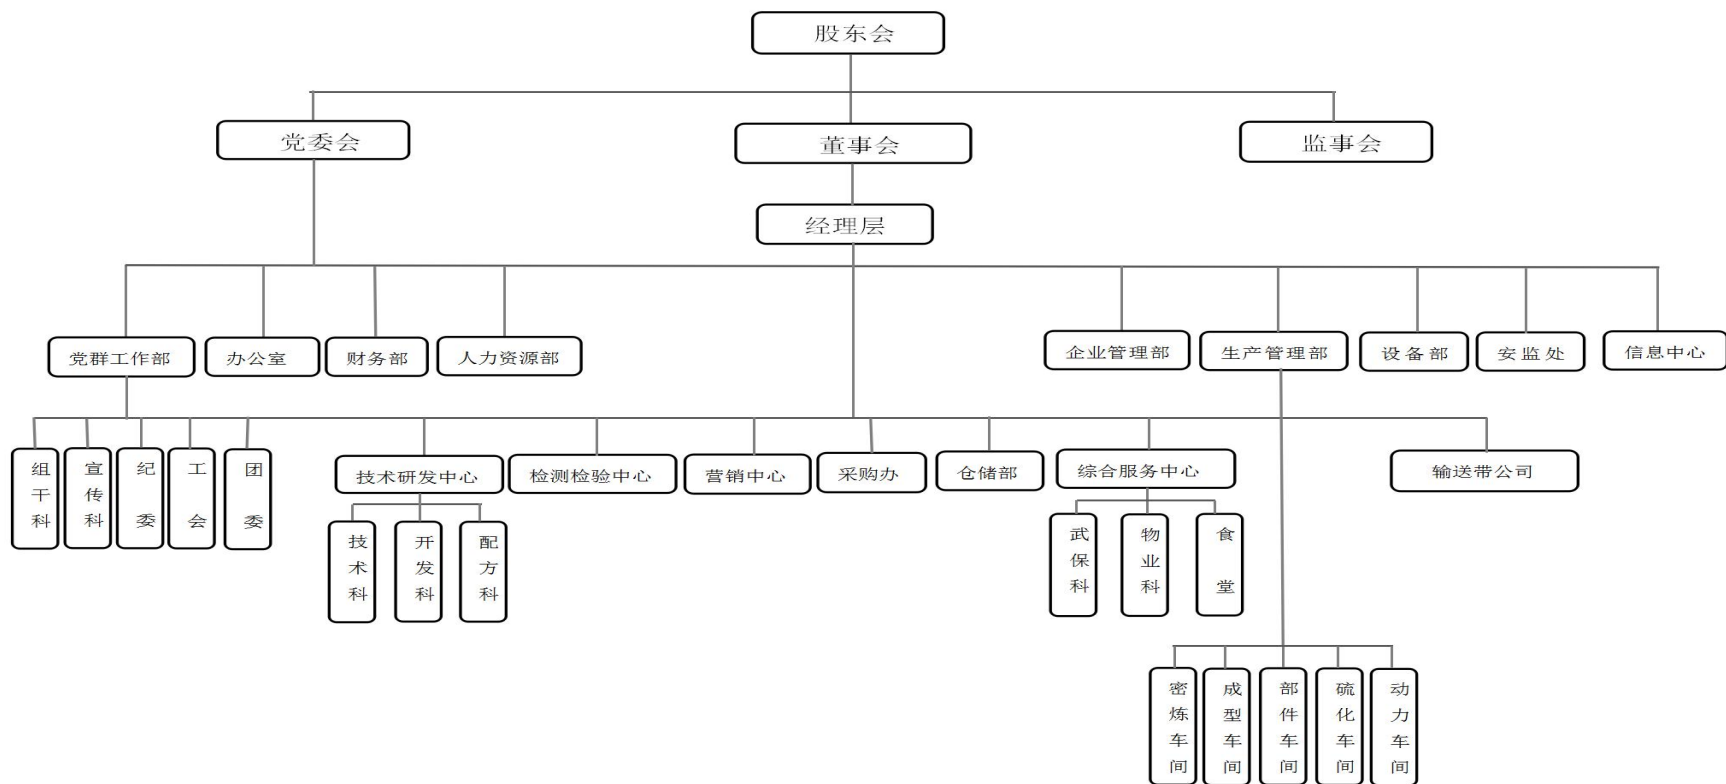 股东会
党委会
董事会
监事会
经理层
党群工作部
办公室
财务部
人力资源部
企业管理部
生产管理部
设备部
安监处
信息中心
组干科
宣传科
纪委
工会
团委
技术研发中心
检测检验中心
营销中心
采购办
仓储部
综合服务中心
输送带公司
技术科
开发科
配方科
武保科
物业科
食堂
密炼车间
成型车间
部件车间
硫化车间
动力车间